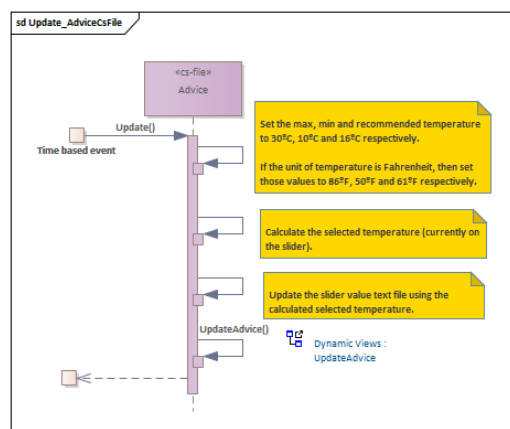 sd Update_AdviceCsFile
«cs-file»
Advice
Update()
Time based event
Set the max, min and recommended temperature
to 30ºC, 10ºC and 16ºC respectively.
If the unit of temperature is Fahrenheit, then set
those values to 86ºF, 50ºF and 61ºF respectively.
Calculate the selected temperature (currently on
the slider).
Update the slider value text file using the
calculated selected temperature.
UpdateAdvice()
Dynamic Views :
UpdateAdvice